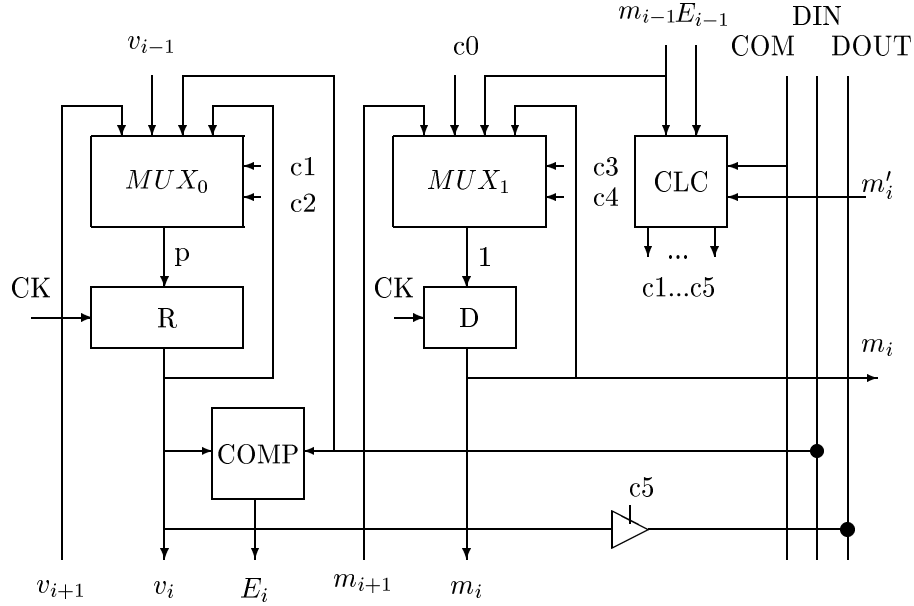 m_{i-1} E_{i-1} DIN
v_{i-1} c0 COM DOUT
MUX_0 c1 c2 MUX_1 c3 c4 CLC m'_i
p 1 ...
CK R CK D c1...c5
m_i
COMP
c5
v_{i+1} v_i E_i m_{i+1} m_i